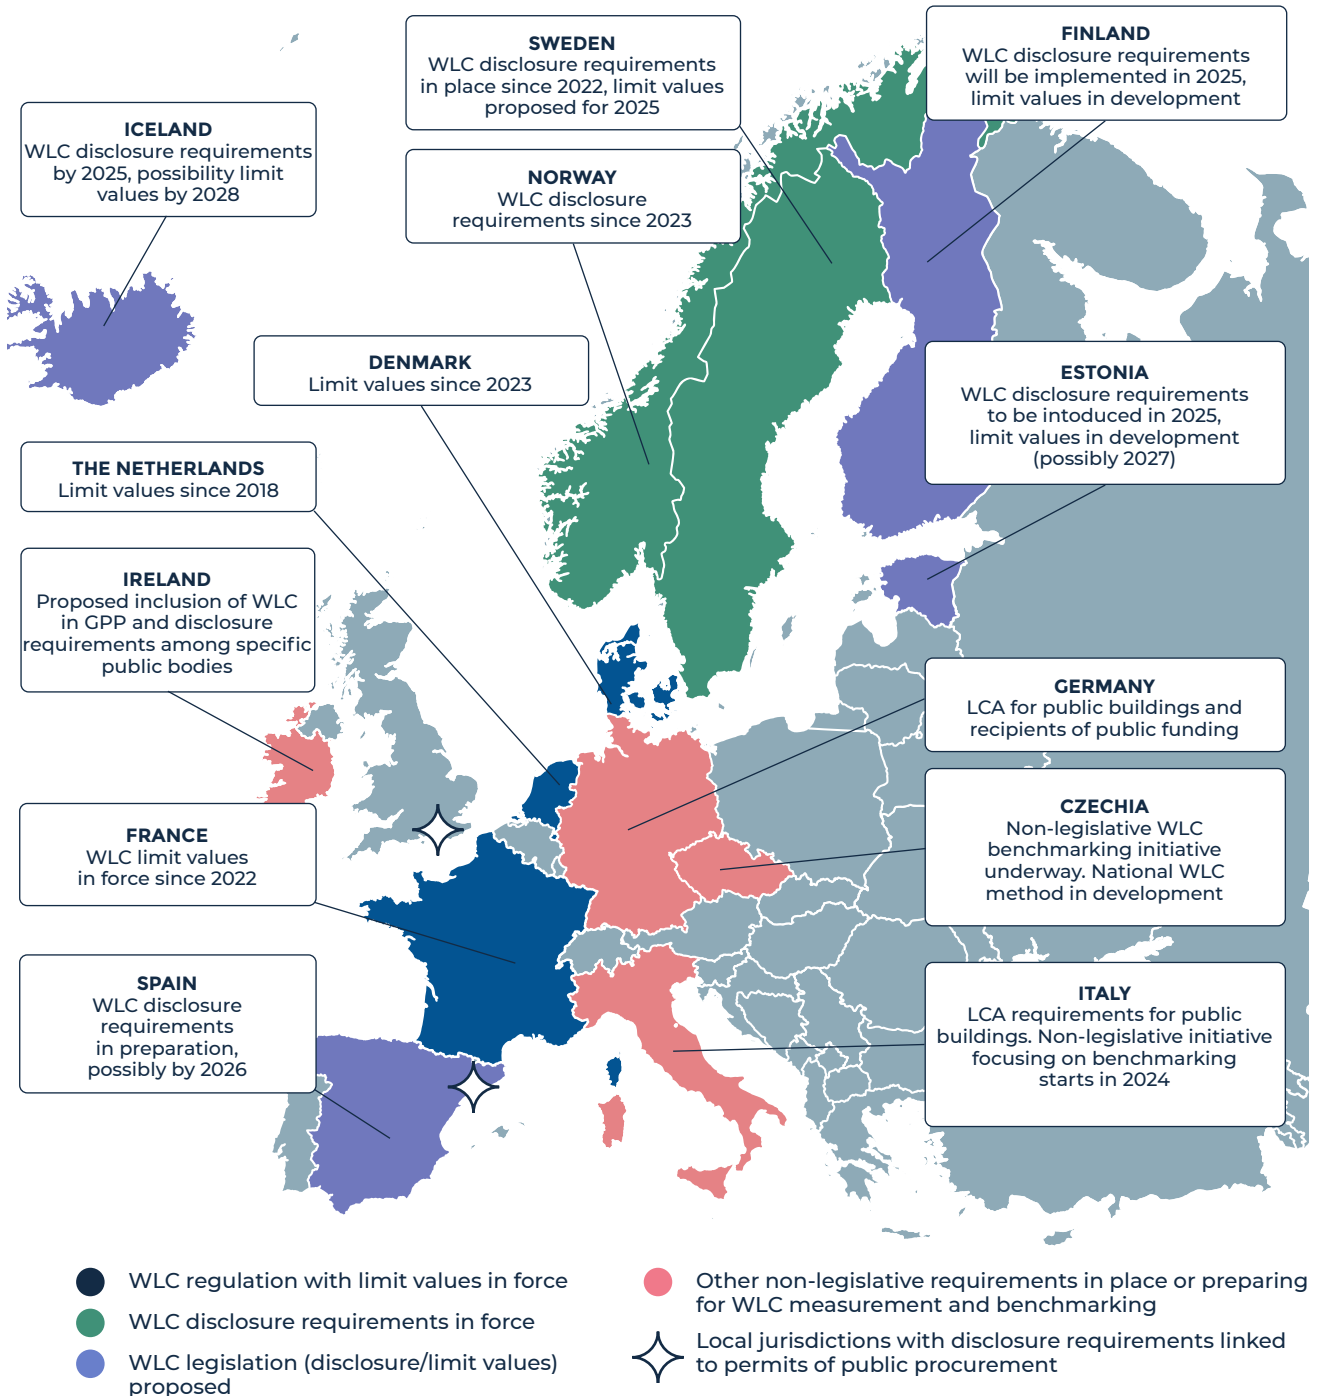 SWEDEN
WLC disclosure requirements
in place since 2022, limit values
proposed for 2025
FINLAND
WLC disclosure requirements
will be implemented in 2025,
limit values in development
ICELAND
WLC disclosure requirements
by 2025, possibility limit
values by 2028
NORWAY
WLC disclosure
requirements since 2023
DENMARK
Limit values since 2023
ESTONIA
WLC disclosure requirements
to be intoduced in 2025,
limit values in development
(possibly 2027)
THE NETHERLANDS
Limit values since 2018
IRELAND
Proposed inclusion of WLC
in GPP and disclosure
requirements among specific
public bodies
GERMANY
LCA for public buildings and
recipients of public funding
CZECHIA
Non-legislative WLC
benchmarking initiative
underway. National WLC
method in development
FRANCE
WLC limit values
in force since 2022
SPAIN
WLC disclosure
requirements
in preparation,
possibly by 2026
ITALY
LCA requirements for public
buildings. Non-legislative initiative
focusing on benchmarking
starts in 2024
WLC regulation with limit values in force
WLC disclosure requirements in force
WLC legislation (disclosure/limit values)
proposed
Other non-legislative requirements in place or preparing
for WLC measurement and benchmarking
Local jurisdictions with disclosure requirements linked
to permits of public procurement